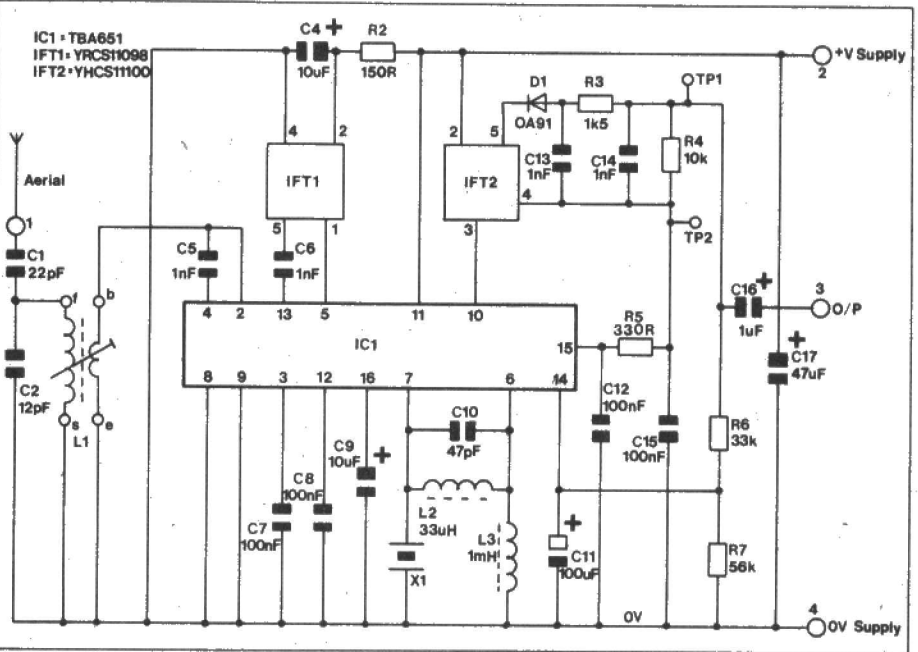 IC1 = TBA651
IFT1= YRCS11098
IFT2=YHCS11100
C4 +
10uF
R2
150R
+V Supply
2
TP1
D1
OA91
R3
1k5
R4
10k
4 2
IFT1
5 1
2 5
IFT2
4
3
C13
1nF
C14
1nF
TP2
Aerial
1
C1
22pF
C5
1nF
C6
1nF
f b
C2
12pF
s e
L1
4 2 13 5 11 10
IC1
15
8 9 3 12 16 7 6 14
R5
330R
C16 +
1uF
3
O/P
+
C17
47uF
C12
100nF
C15
100nF
R6
33k
C10
47pF
C9
10uF +
C8
100nF
C7
100nF
L2
33uH
L3
1mH
X1
+
C11
100uF
R7
56k
0V
4
0V Supply